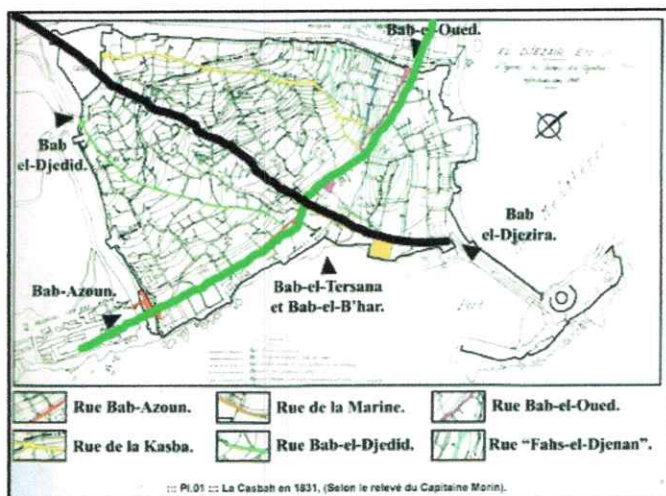 Bab-el-Oued.
EL DJEZAIR EN
Bab
el-Djedid.
Bab
el-Djezira.
Bab-Azoun.
Bab-el-Tersana
et Bab-el-B'har.
Port
Rue Bab-Azoun.
Rue de la Marine.
Rue Bab-el-Oued.
Rue de la Kasba.
Rue Bab-el-Djedid.
Rue "Fahs-el-Djenan".
::: Pl.01 ::: La Casbah en 1831, (Selon le relevé du Capitaine Morin).